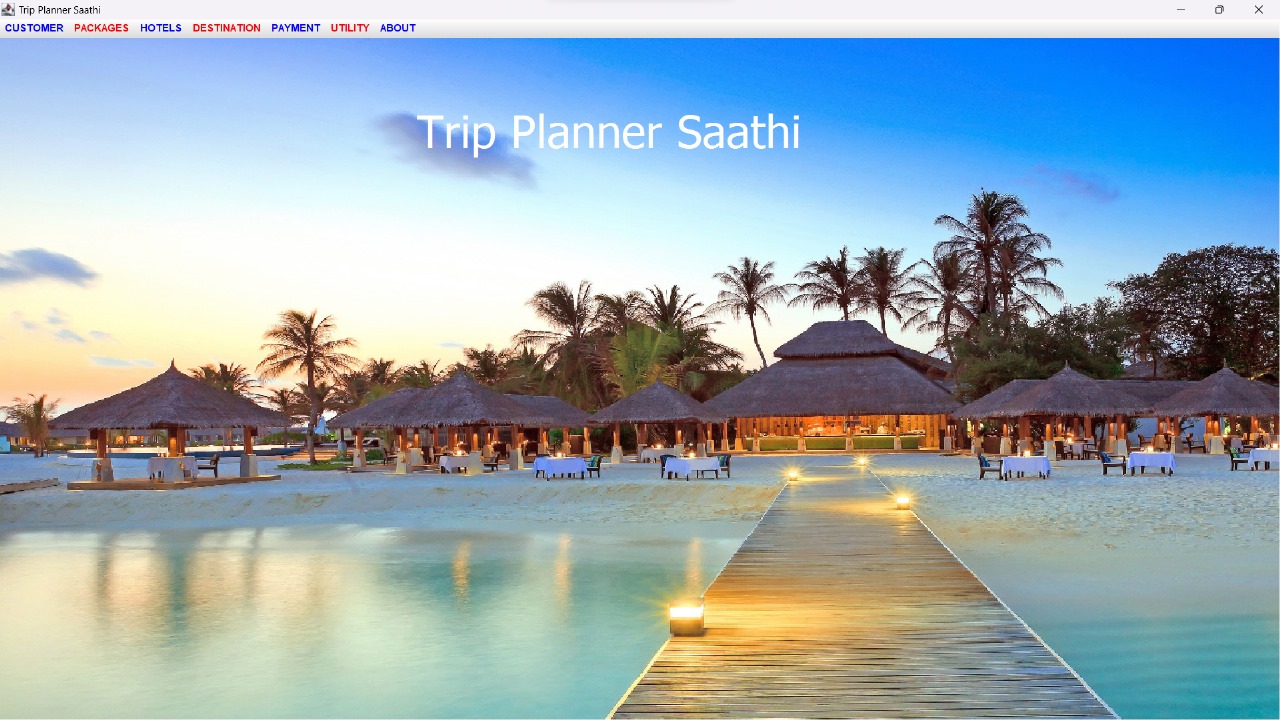 Trip Planner Saathi
CUSTOMER PACKAGES HOTELS DESTINATION PAYMENT UTILITY ABOUT
Trip Planner Saathi